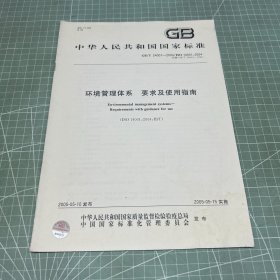 GB
中华人民共和国国家标准
环境管理体系 要求及使用指南
Environmental management systems—
Requirements with guidance for use
(ISO 14001:2004,IDT)
2005-05-10 发布
2005-05-15 实施
中华人民共和国国家质量监督检验检疫总局
中国国家标准化管理委员会
发布